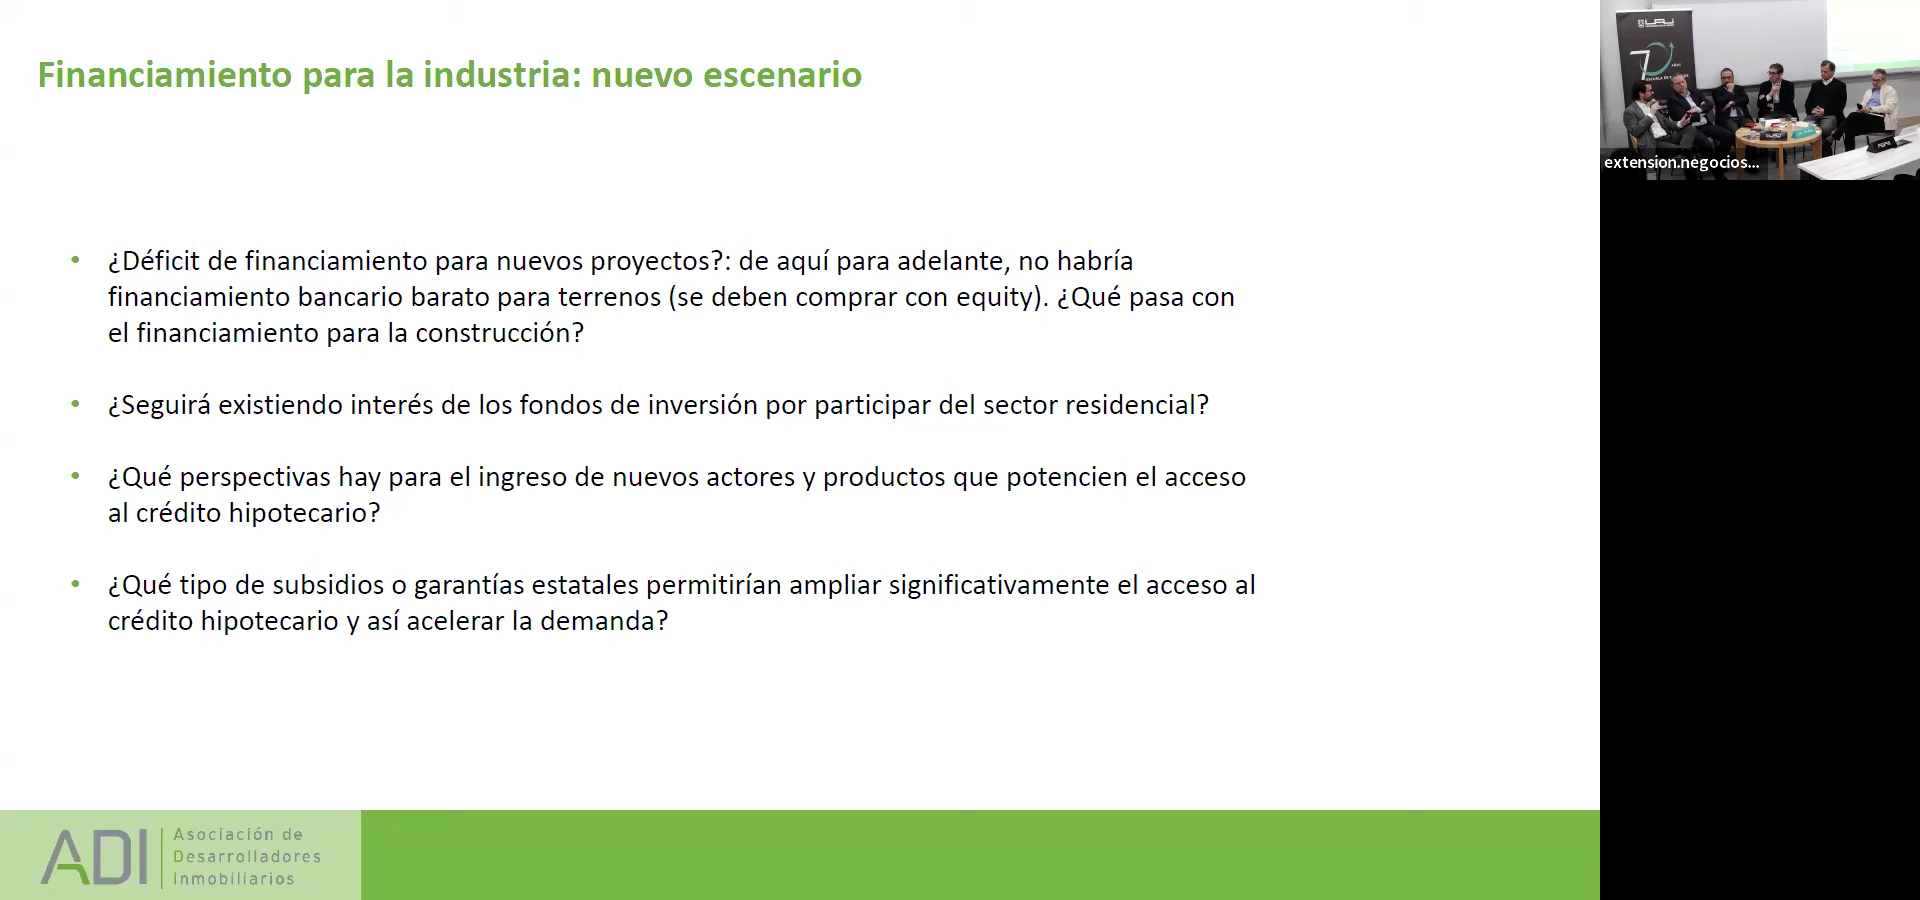 Financiamiento para la industria: nuevo escenario
• ¿Déficit de financiamiento para nuevos proyectos?: de aquí para adelante, no habría
financiamiento bancario barato para terrenos (se deben comprar con equity). ¿Qué pasa con
el financiamiento para la construcción?
• ¿Seguirá existiendo interés de los fondos de inversión por participar del sector residencial?
• ¿Qué perspectivas hay para el ingreso de nuevos actores y productos que potencien el acceso
al crédito hipotecario?
• ¿Qué tipo de subsidios o garantías estatales permitirían ampliar significativamente el acceso al
crédito hipotecario y así acelerar la demanda?
ADI
Asociación de
Desarrolladores
Inmobiliarios
UAI
70
AÑOS
extension.negocios...